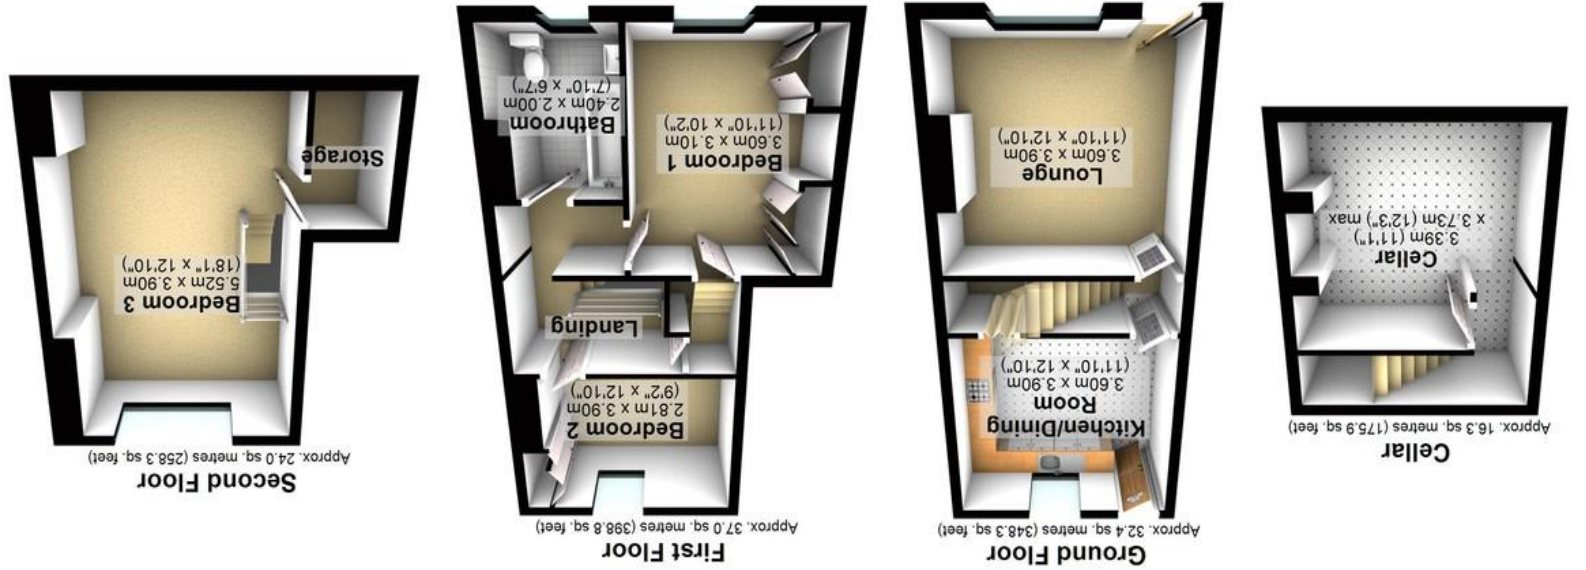 Cellar
Approx. 16.3 sq. metres (175.9 sq. feet)
Cellar
3.39m (11'1")
x 3.73m (12'3") max
Ground Floor
Approx. 32.4 sq. metres (348.3 sq. feet)
Kitchen/Dining
Room
3.60m x 3.90m
(11'10" x 12'10")
Lounge
3.60m x 3.90m
(11'10" x 12'10")
First Floor
Approx. 37.0 sq. metres (398.8 sq. feet)
Bedroom 2
2.81m x 3.90m
(9'2" x 12'10")
Landing
Bedroom 1
3.60m x 3.10m
(11'10" x 10'2")
Bathroom
2.40m x 2.00m
(7'10" x 6'7")
Second Floor
Approx. 24.0 sq. metres (258.3 sq. feet)
Bedroom 3
5.52m x 3.90m
(18'1" x 12'10")
Storage